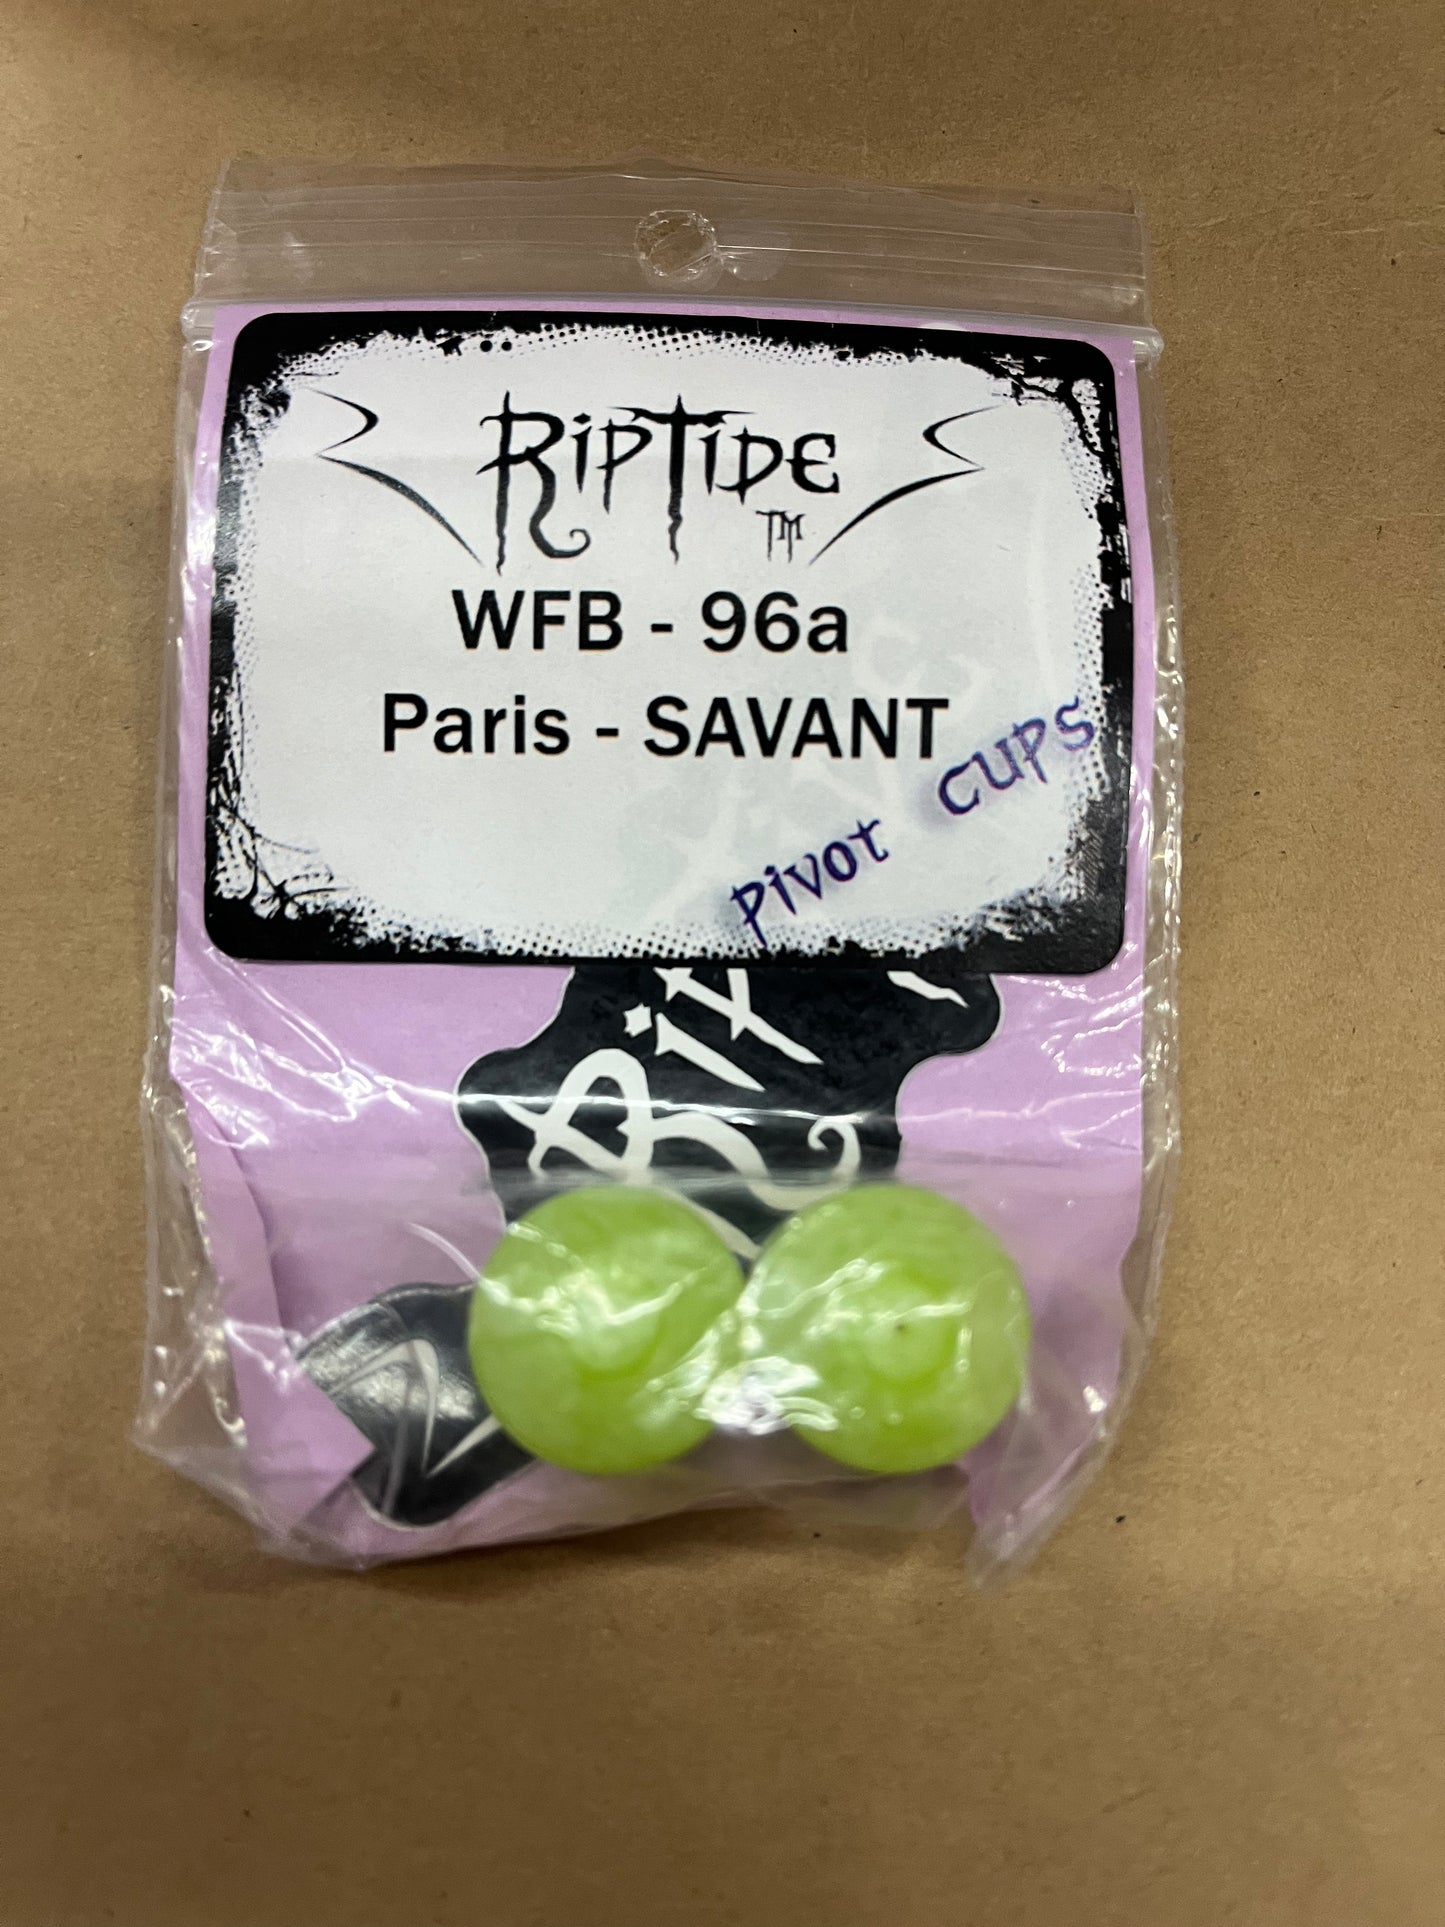 RipTide
TM
WFB - 96a
Paris - SAVANT
Pivot CUPS